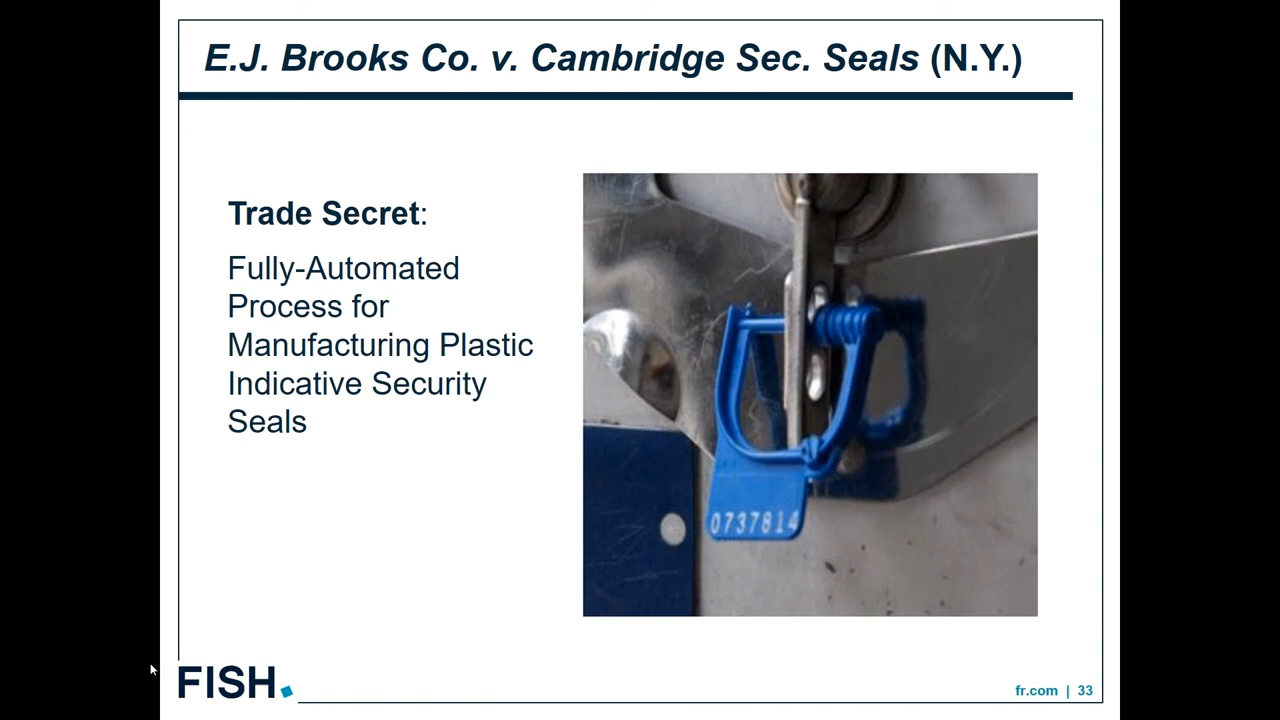 E.J. Brooks Co. v. Cambridge Sec. Seals (N.Y.)
Trade Secret:
Fully-Automated
Process for
Manufacturing Plastic
Indicative Security
Seals
0737814
FISH.
fr.com | 33